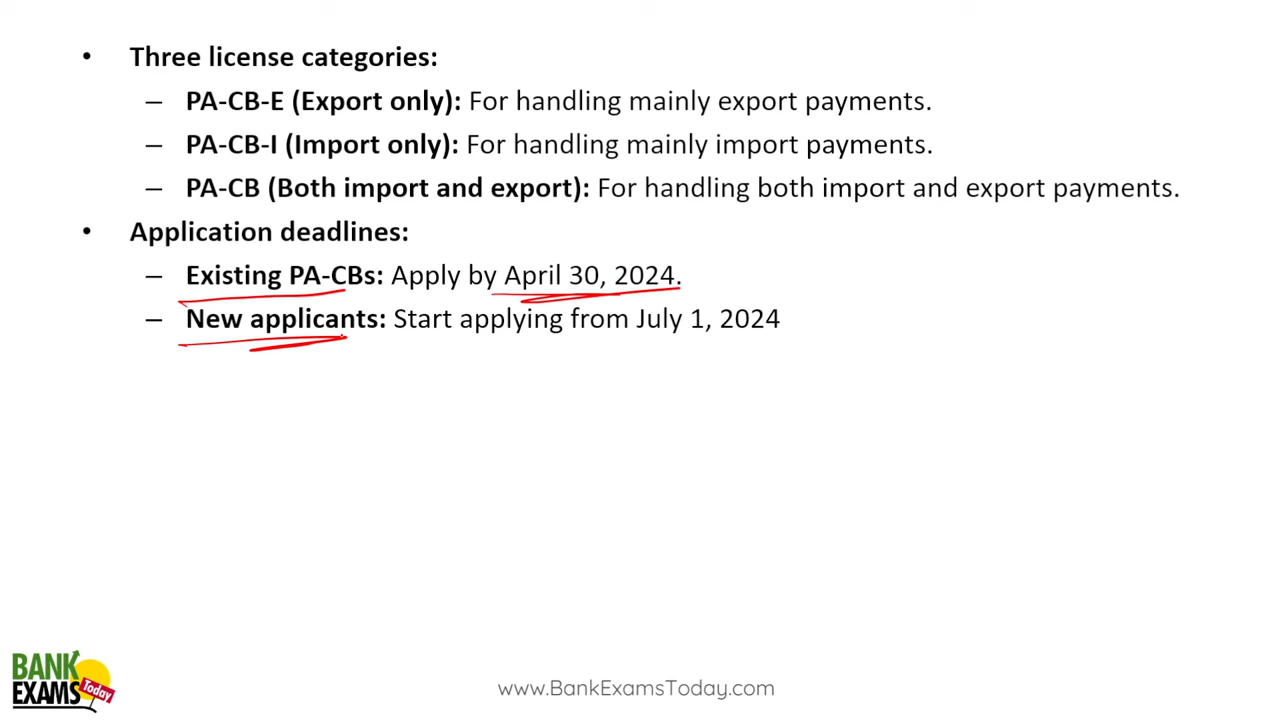 • Three license categories:
– PA-CB-E (Export only): For handling mainly export payments.
– PA-CB-I (Import only): For handling mainly import payments.
– PA-CB (Both import and export): For handling both import and export payments.
• Application deadlines:
– Existing PA-CBs: Apply by April 30, 2024.
– New applicants: Start applying from July 1, 2024
BANK
EXAMS Today
www.BankExamsToday.com